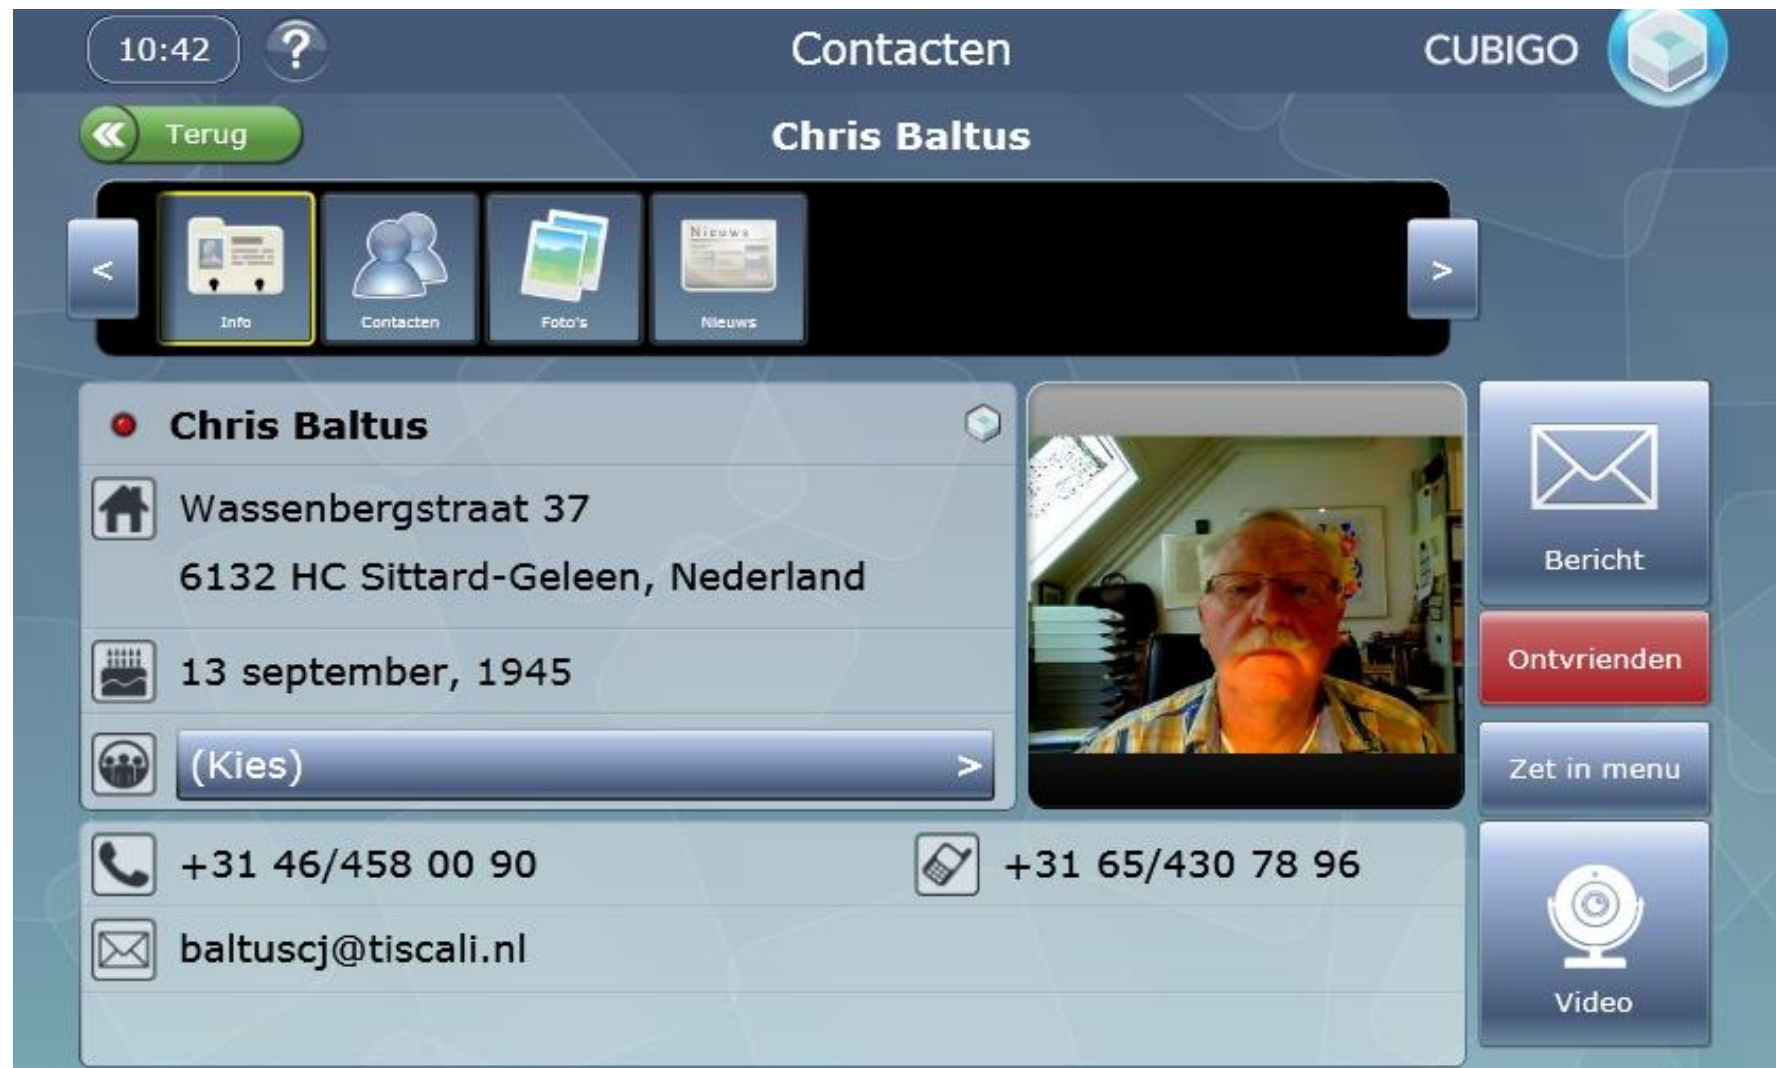 10:42
?
Contacten
CUBIGO
Terug
Chris Baltus
<
Info
Contacten
Foto's
Nieuws
Nieuws
>
Chris Baltus
Wassenbergstraat 37
6132 HC Sittard-Geleen, Nederland
13 september, 1945
(Kies) >
Bericht
Ontvrienden
Zet in menu
+31 46/458 00 90
+31 65/430 78 96
baltuscj@tiscali.nl
Video